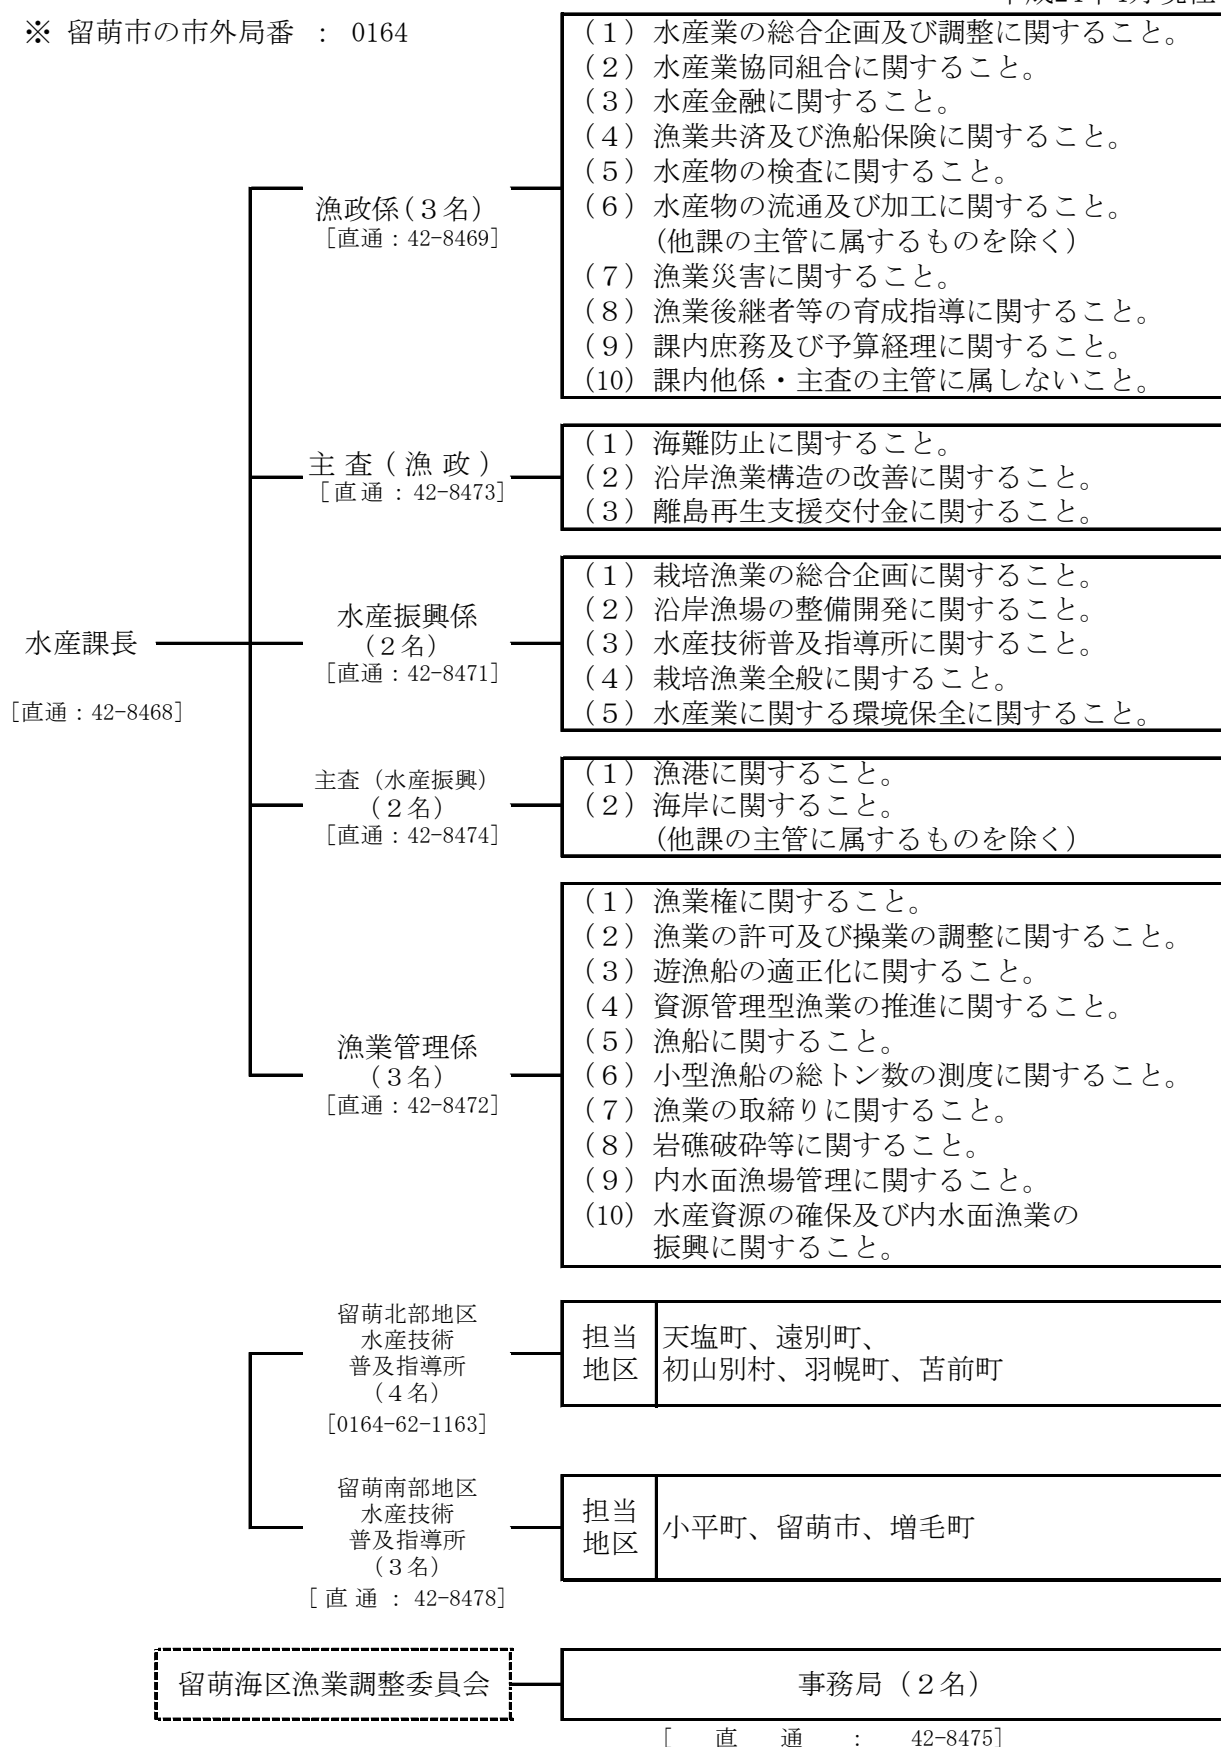 ※ 留萌市の市外局番 : 0164
(１) 水産業の総合企画及び調整に関すること。
(２) 水産業協同組合に関すること。
(３) 水産金融に関すること。
(４) 漁業共済及び漁船保険に関すること。
(５) 水産物の検査に関すること。
(６) 水産物の流通及び加工に関すること。
(他課の主管に属するものを除く)
(７) 漁業災害に関すること。
(８) 漁業後継者等の育成指導に関すること。
(９) 課内庶務及び予算経理に関すること。
(10) 課内他係・主査の主管に属しないこと。
漁政係(３名)
[直通：42-8469]
主 査 ( 漁 政 )
[直通：42-8473]
(１) 海難防止に関すること。
(２) 沿岸漁業構造の改善に関すること。
(３) 離島再生支援交付金に関すること。
水産課長
[直通：42-8468]
水産振興係
(２名)
[直通：42-8471]
(１) 栽培漁業の総合企画に関すること。
(２) 沿岸漁場の整備開発に関すること。
(３) 水産技術普及指導所に関すること。
(４) 栽培漁業全般に関すること。
(５) 水産業に関する環境保全に関すること。
主査 (水産振興)
(２名)
[直通：42-8474]
(１) 漁港に関すること。
(２) 海岸に関すること。
(他課の主管に属するものを除く)
漁業管理係
(３名)
[直通：42-8472]
(１) 漁業権に関すること。
(２) 漁業の許可及び操業の調整に関すること。
(３) 遊漁船の適正化に関すること。
(４) 資源管理型漁業の推進に関すること。
(５) 漁船に関すること。
(６) 小型漁船の総トン数の測度に関すること。
(７) 漁業の取締りに関すること。
(８) 岩礁破砕等に関すること。
(９) 内水面漁場管理に関すること。
(10) 水産資源の確保及び内水面漁業の
振興に関すること。
留萌北部地区
水産技術
普及指導所
(４名)
[0164-62-1163]
担当
地区
天塩町、遠別町、
初山別村、羽幌町、苫前町
留萌南部地区
水産技術
普及指導所
(３名)
[ 直 通 : 42-8478]
担当
地区
小平町、留萌市、増毛町
留萌海区漁業調整委員会
事務局 (２名)
[ 直 通 : 42-8475]